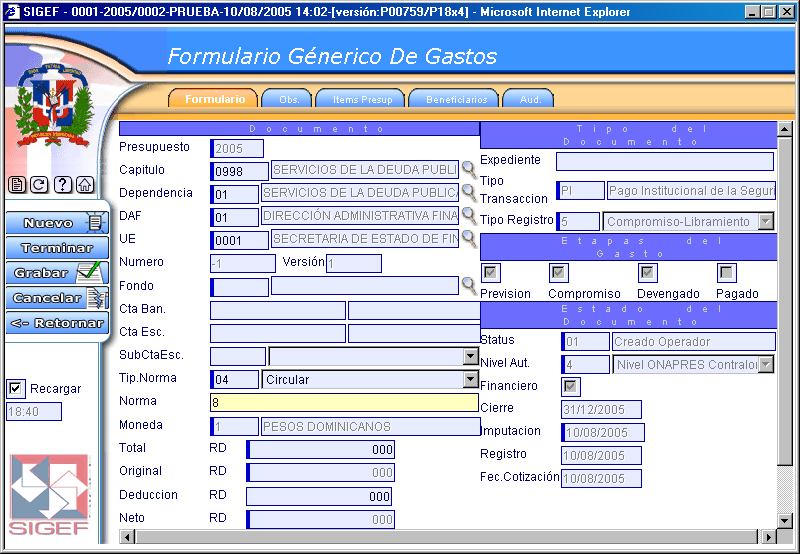 SIGEF - 0001-2005/0002-PRUEBA-10/08/2005 14:02-[versión:P00759/P18x4] - Microsoft Internet Explorer
Formulario Génerico De Gastos
Formulario
Obs.
Items Presup
Beneficiarios
Aud.
Nuevo
Terminar
Grabar
Cancelar
<- Retornar
Recargar
18:40
SIGEF
Documento
Presupuesto 2005
Capitulo 0998 SERVICIOS DE LA DEUDA PUBLI
Dependencia 01 SERVICIOS DE LA DEUDA PUBLICA
DAF 01 DIRECCIÓN ADMINISTRATIVA FINA
UE 0001 SECRETARIA DE ESTADO DE FIN
Numero -1 Versión 1
Fondo
Cta Ban.
Cta Esc.
SubCtaEsc.
Tip.Norma 04 Circular
Norma 8
Moneda 1 PESOS DOMINICANOS
Total RD 000
Original RD 000
Deduccion RD 000
Neto RD 000
Tipo del
Documento
Expediente
Tipo
Transaccion PI Pago Institucional de la Seguri
Tipo Registro 5 Compromiso-Libramiento
Etapas del
Gasto
Prevision Compromiso Devengado Pagado
Estado del
Documento
Status 01 Creado Operador
Nivel Aut. 4 Nivel ONAPRES Contralor
Financiero
Cierre 31/12/2005
Imputacion 10/08/2005
Registro 10/08/2005
Fec.Cotización 10/08/2005